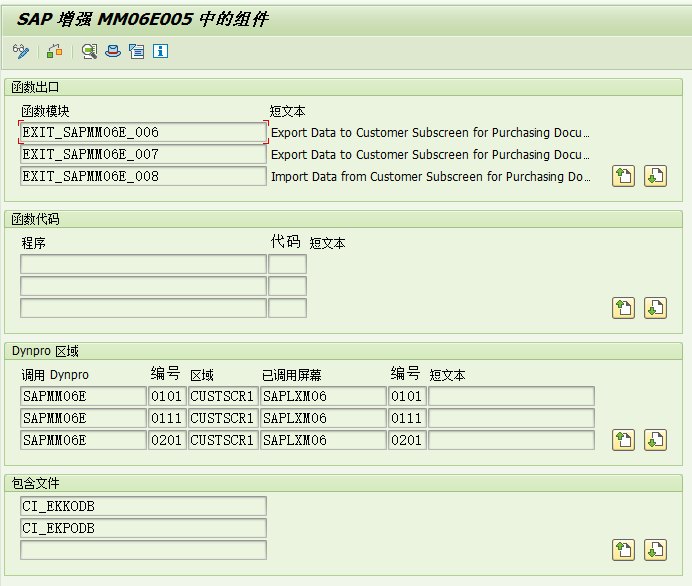 SAP 增强 MM06E005 中的组件
函数出口
函数模块 短文本
EXIT_SAPMM06E_006 Export Data to Customer Subscreen for Purchasing Docu...
EXIT_SAPMM06E_007 Export Data to Customer Subscreen for Purchasing Docu...
EXIT_SAPMM06E_008 Import Data from Customer Subscreen for Purchasing Do...
函数代码
程序 代码 短文本
Dynpro 区域
调用 Dynpro 编号 区域 已调用屏幕 编号 短文本
SAPMM06E 0101 CUSTSCR1 SAPLXM06 0101
SAPMM06E 0111 CUSTSCR1 SAPLXM06 0111
SAPMM06E 0201 CUSTSCR1 SAPLXM06 0201
包含文件
CI_EKKODB
CI_EKPODB